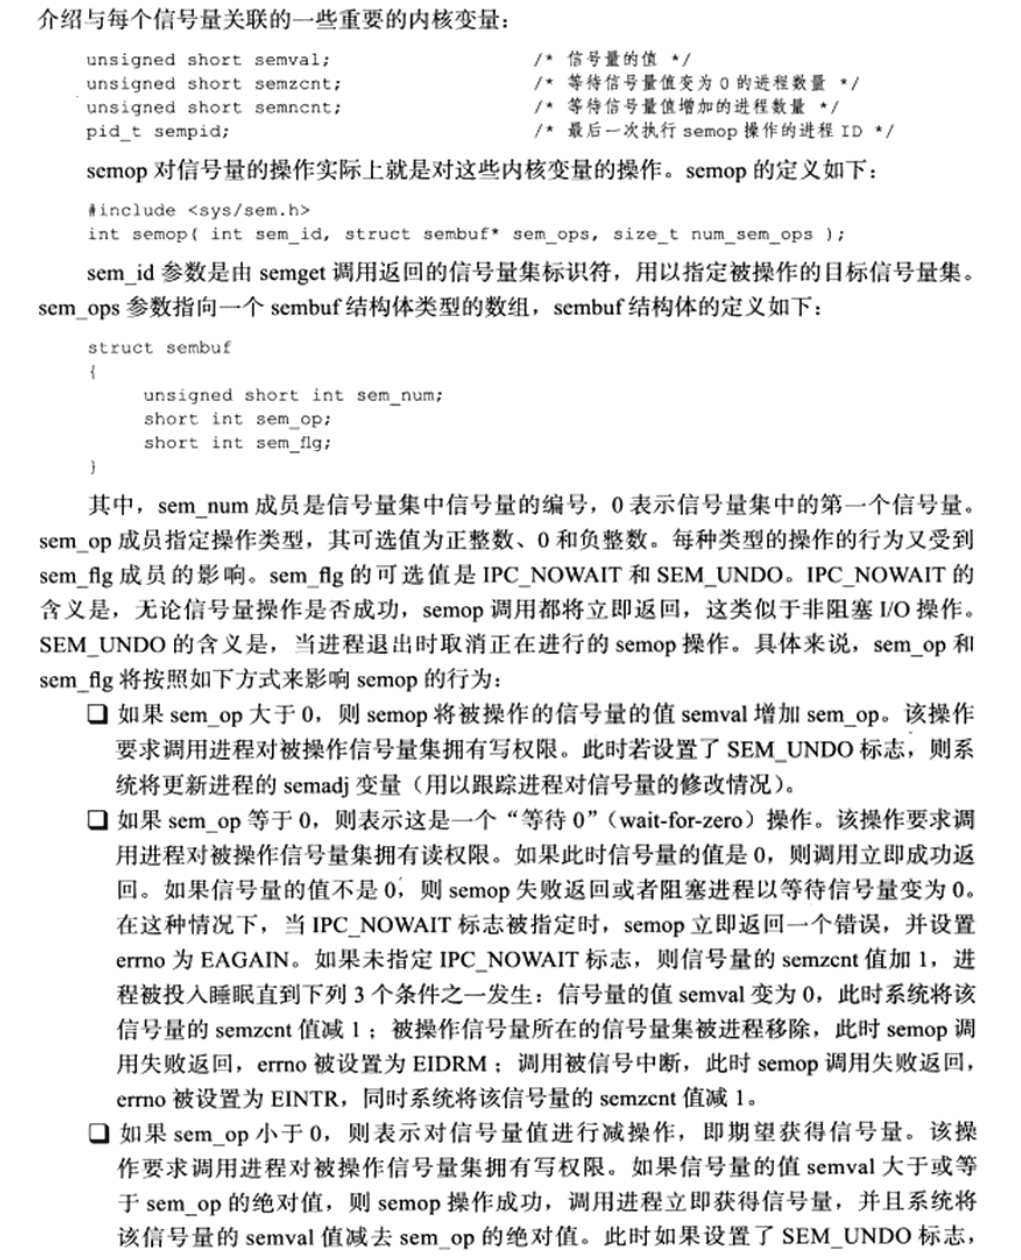 介绍与每个信号量关联的一些重要的内核变量：
unsigned short semval; /* 信号量的值 */
unsigned short semzcnt; /* 等待信号量值变为 0 的进程数量 */
unsigned short semncnt; /* 等待信号量值增加的进程数量 */
pid_t sempid; /* 最后一次执行 semop 操作的进程 ID */
semop 对信号量的操作实际上就是对这些内核变量的操作。semop 的定义如下：
#include <sys/sem.h>
int semop( int sem_id, struct sembuf* sem_ops, size_t num_sem_ops );
sem_id 参数是由 semget 调用返回的信号量集标识符，用以指定被操作的目标信号量集。
sem_ops 参数指向一个 sembuf 结构体类型的数组，sembuf 结构体的定义如下：
struct sembuf
{
unsigned short int sem_num;
short int sem_op;
short int sem_flg;
}
其中，sem_num 成员是信号量集中信号量的编号，0 表示信号量集中的第一个信号量。
sem_op 成员指定操作类型，其可选值为正整数、0 和负整数。每种类型的操作的行为又受到
sem_flg 成员的影响。sem_flg 的可选值是 IPC_NOWAIT 和 SEM_UNDO。IPC_NOWAIT 的
含义是，无论信号量操作是否成功，semop 调用都将立即返回，这类似于非阻塞 I/O 操作。
SEM_UNDO 的含义是，当进程退出时取消正在进行的 semop 操作。具体来说，sem_op 和
sem_flg 将按照如下方式来影响 semop 的行为：
❑ 如果 sem_op 大于 0，则 semop 将被操作的信号量的值 semval 增加 sem_op。该操作
要求调用进程对被操作信号量集拥有写权限。此时若设置了 SEM_UNDO 标志，则系
统将更新进程的 semadj 变量（用以跟踪进程对信号量的修改情况）。
❑ 如果 sem_op 等于 0，则表示这是一个“等待 0”（wait-for-zero）操作。该操作要求调
用进程对被操作信号量集拥有读权限。如果此时信号量的值是 0，则调用立即成功返
回。如果信号量的值不是 0，则 semop 失败返回或者阻塞进程以等待信号量变为 0。
在这种情况下，当 IPC_NOWAIT 标志被指定时，semop 立即返回一个错误，并设置
errno 为 EAGAIN。如果未指定 IPC_NOWAIT 标志，则信号量的 semzcnt 值加 1，进
程被投入睡眠直到下列 3 个条件之一发生：信号量的值 semval 变为 0，此时系统将该
信号量的 semzcnt 值减 1；被操作信号量所在的信号量集被进程移除，此时 semop 调
用失败返回，errno 被设置为 EIDRM；调用被信号中断，此时 semop 调用失败返回，
errno 被设置为 EINTR，同时系统将该信号量的 semzcnt 值减 1。
❑ 如果 sem_op 小于 0，则表示对信号量值进行减操作，即期望获得信号量。该操
作要求调用进程对被操作信号量集拥有写权限。如果信号量的值 semval 大于或等
于 sem_op 的绝对值，则 semop 操作成功，调用进程立即获得信号量，并且系统将
该信号量的 semval 值减去 sem_op 的绝对值。此时如果设置了 SEM_UNDO 标志，